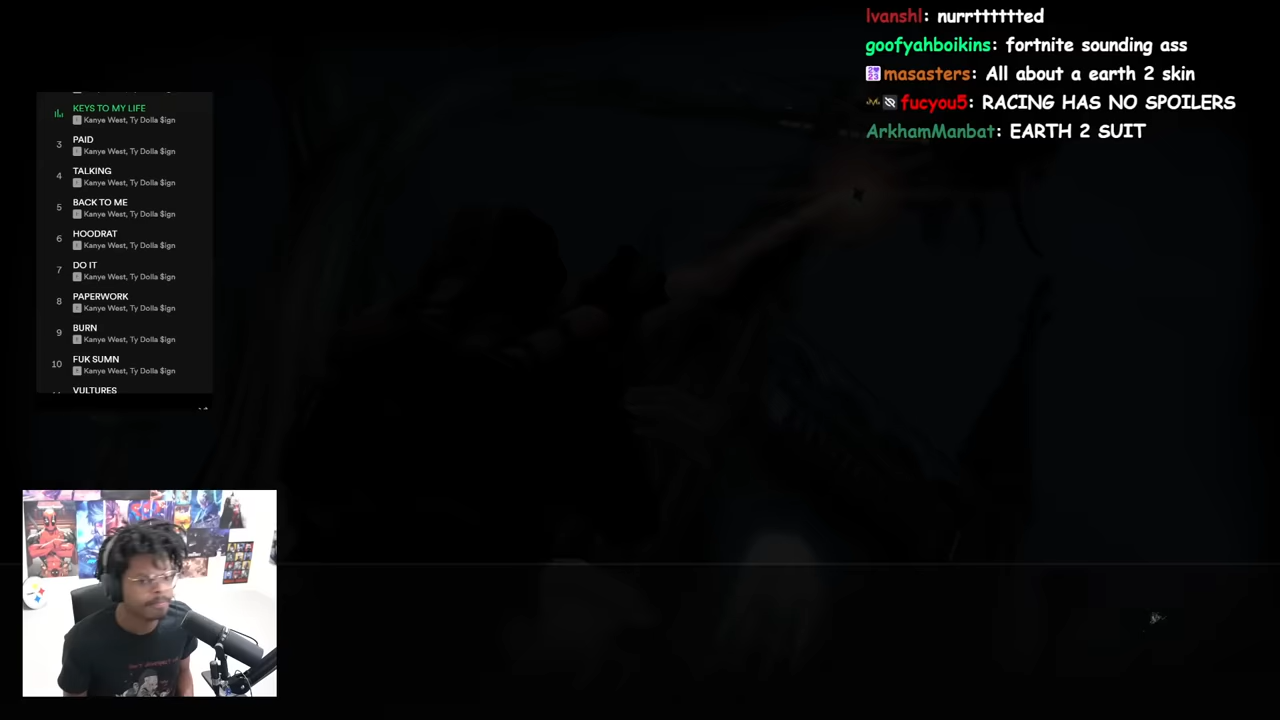 lvanshl: nurrttttttted
goofyahboikins: fortnite sounding ass
masasters: All about a earth 2 skin
fucyou5: RACING HAS NO SPOILERS
ArkhamManbat: EARTH 2 SUIT
KEYS TO MY LIFE
Kanye West, Ty Dolla $ign
3 PAID
Kanye West, Ty Dolla $ign
4 TALKING
Kanye West, Ty Dolla $ign
5 BACK TO ME
Kanye West, Ty Dolla $ign
6 HOODRAT
Kanye West, Ty Dolla $ign
7 DO IT
Kanye West, Ty Dolla $ign
8 PAPERWORK
Kanye West, Ty Dolla $ign
9 BURN
Kanye West, Ty Dolla $ign
10 FUK SUMN
Kanye West, Ty Dolla $ign
VULTURES